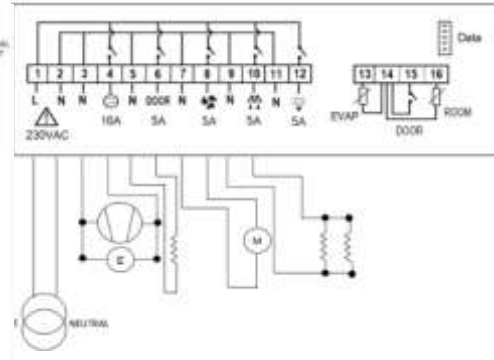 Data
1 2 3 4 5 6 7 8 9 10 11 12
13 14 15 16
L N N N DOOR N N N
16A 5A 5A 5A 5A
230VAC
EVAP ROOM
DOOR
E
M
NEUTRAL